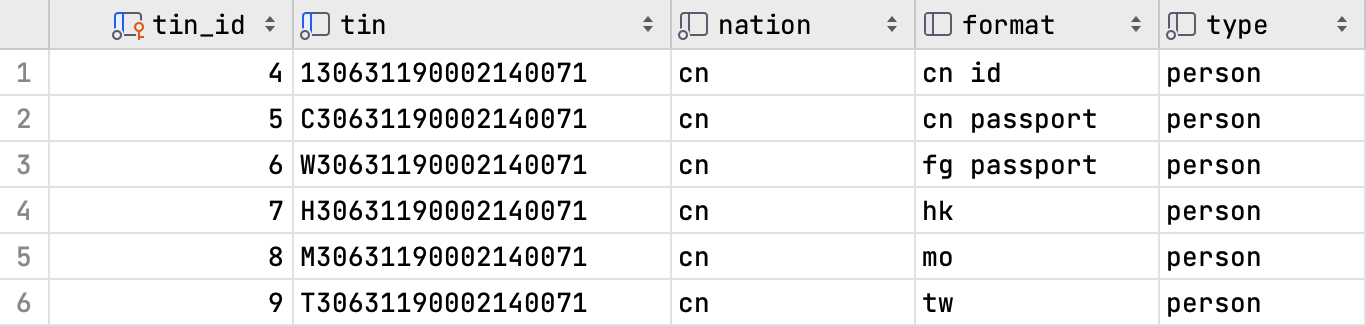 tin_id tin nation format type
1 4 130631190002140071 cn cn id person
2 5 C30631190002140071 cn cn passport person
3 6 W30631190002140071 cn fg passport person
4 7 H30631190002140071 cn hk person
5 8 M30631190002140071 cn mo person
6 9 T30631190002140071 cn tw person